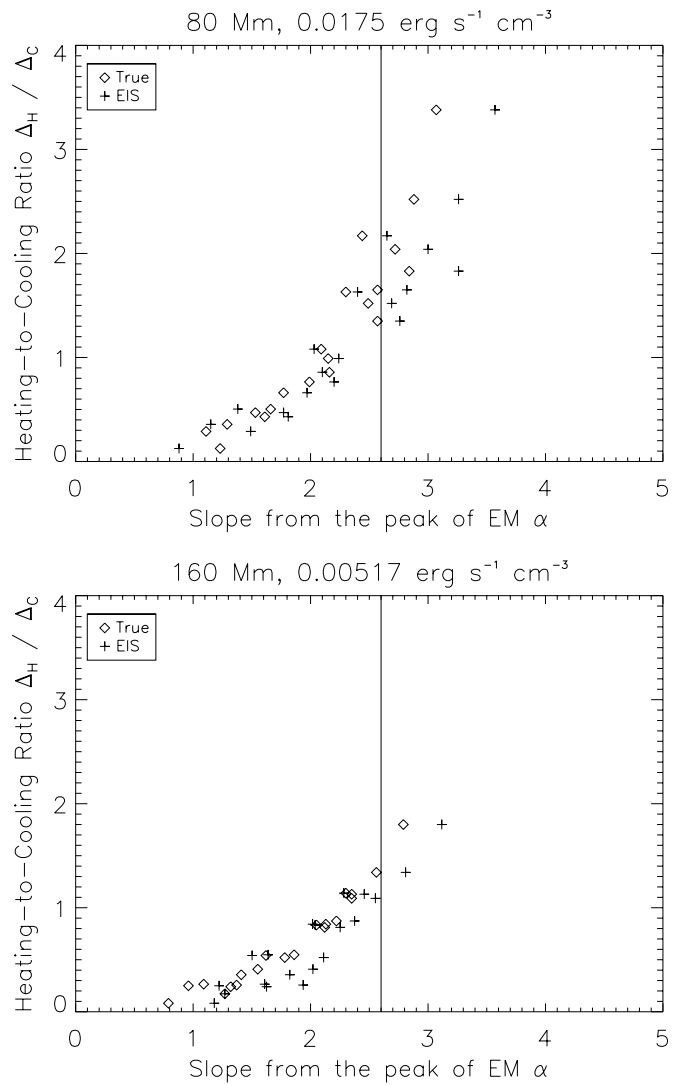 80 Mm, 0.0175 erg s⁻¹ cm⁻³
Heating-to-Cooling Ratio Δ_H / Δ_C
4
3
2
1
0
True
EIS
0 1 2 3 4 5
Slope from the peak of EM α
160 Mm, 0.00517 erg s⁻¹ cm⁻³
Heating-to-Cooling Ratio Δ_H / Δ_C
4
3
2
1
0
True
EIS
0 1 2 3 4 5
Slope from the peak of EM α